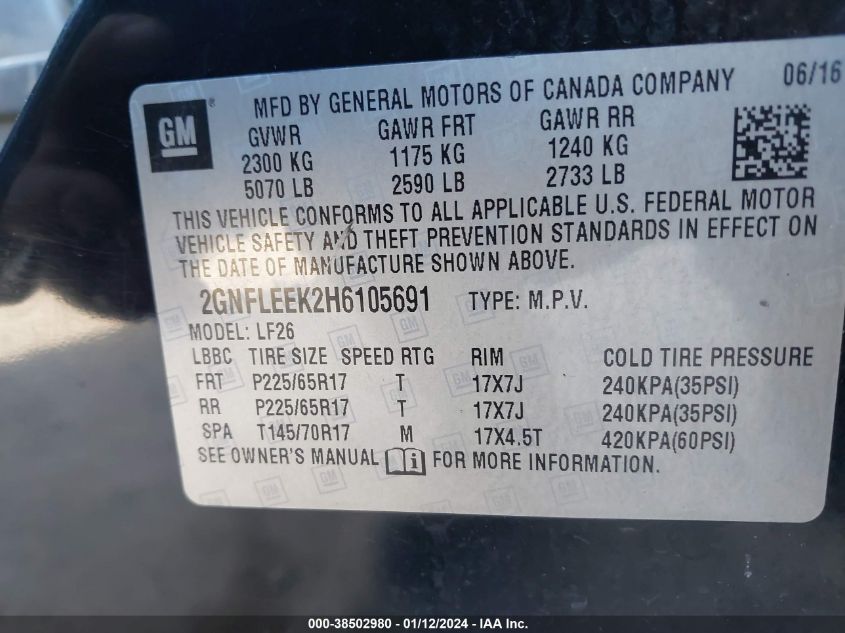 MFD BY GENERAL MOTORS OF CANADA COMPANY 06/16
GM ®
GVWR GAWR FRT GAWR RR
2300 KG 1175 KG 1240 KG
5070 LB 2590 LB 2733 LB
THIS VEHICLE CONFORMS TO ALL APPLICABLE U.S. FEDERAL MOTOR
VEHICLE SAFETY AND THEFT PREVENTION STANDARDS IN EFFECT ON
THE DATE OF MANUFACTURE SHOWN ABOVE.
2GNFLEEK2H6105691 TYPE: M.P.V.
MODEL: LF26
LBBC TIRE SIZE SPEED RTG RIM COLD TIRE PRESSURE
FRT P225/65R17 T 17X7J 240KPA(35PSI)
RR P225/65R17 T 17X7J 240KPA(35PSI)
SPA T145/70R17 M 17X4.5T 420KPA(60PSI)
SEE OWNER'S MANUAL i FOR MORE INFORMATION.
000-38502980 - 01/12/2024 - IAA Inc.